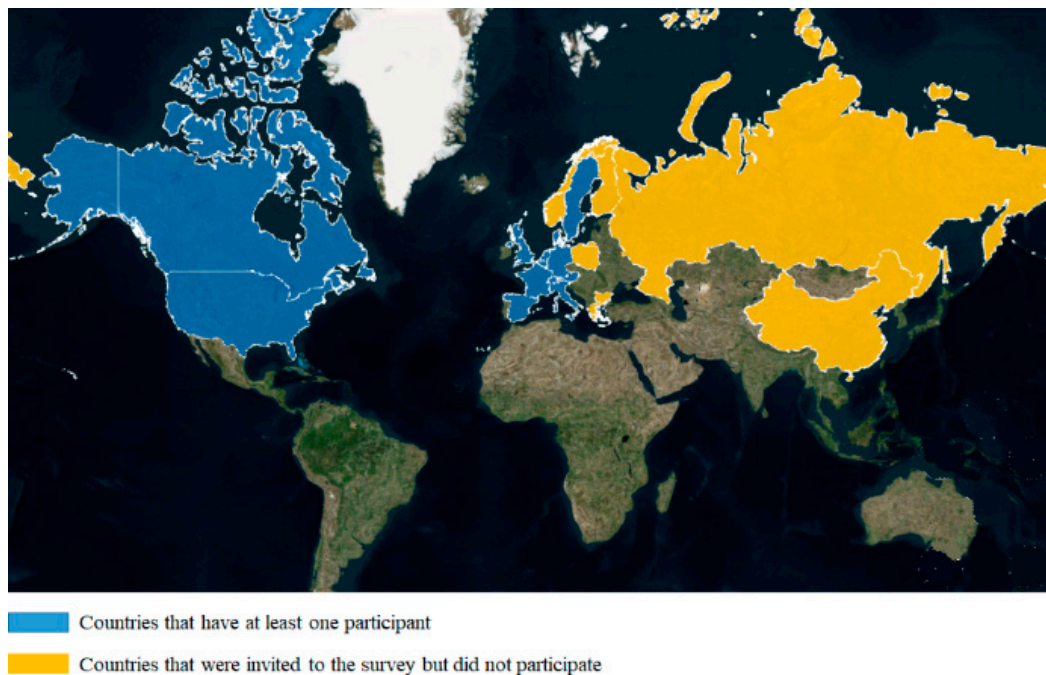 Countries that have at least one participant
Countries that were invited to the survey but did not participate